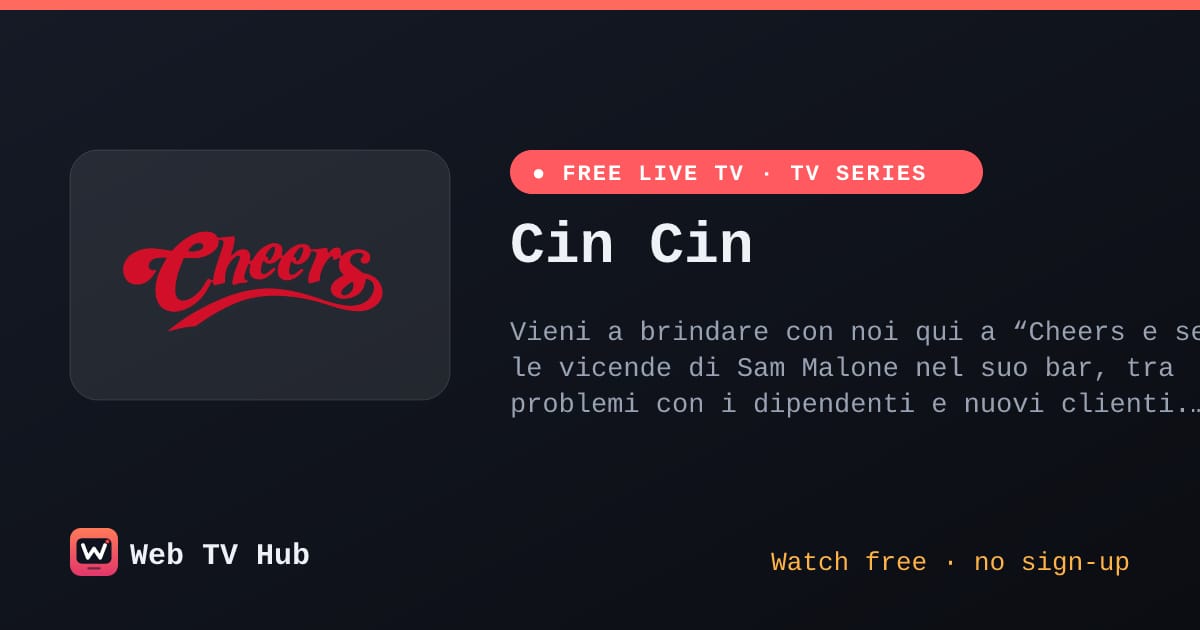 Cheers
● FREE LIVE TV · TV SERIES
Cin Cin
Vieni a brindare con noi qui a “Cheers e se
le vicende di Sam Malone nel suo bar, tra
problemi con i dipendenti e nuovi clienti.…
W
Web TV Hub
Watch free · no sign-up